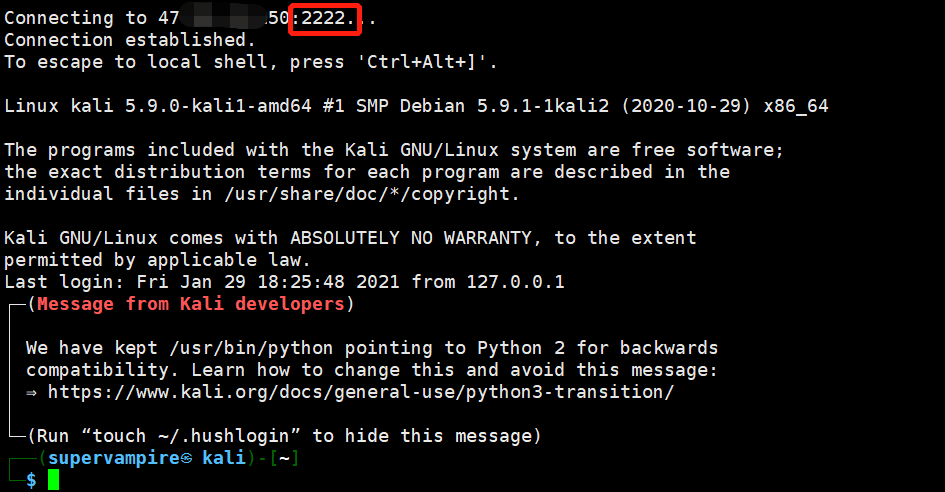 Connecting to 47 50:2222...
Connection established.
To escape to local shell, press 'Ctrl+Alt+]'.
Linux kali 5.9.0-kali1-amd64 #1 SMP Debian 5.9.1-1kali2 (2020-10-29) x86_64
The programs included with the Kali GNU/Linux system are free software;
the exact distribution terms for each program are described in the
individual files in /usr/share/doc/*/copyright.
Kali GNU/Linux comes with ABSOLUTELY NO WARRANTY, to the extent
permitted by applicable law.
Last login: Fri Jan 29 18:25:48 2021 from 127.0.0.1
┌─(Message from Kali developers)
│ We have kept /usr/bin/python pointing to Python 2 for backwards
│ compatibility. Learn how to change this and avoid this message:
│ ⇒ https://www.kali.org/docs/general-use/python3-transition/
└─(Run “touch ~/.hushlogin” to hide this message)
┌──(supervampire㉿ kali)-[~]
└─$